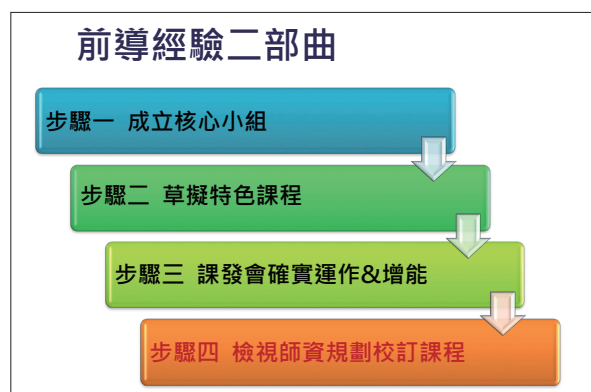 前導經驗二部曲
步驟一 成立核心小組
步驟二 草擬特色課程
步驟三 課發會確實運作&增能
步驟四 檢視師資規劃校訂課程